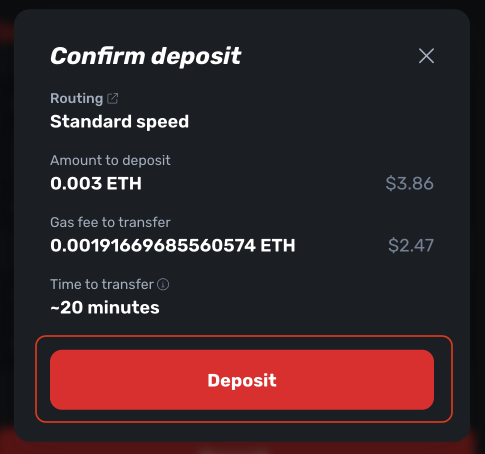 Confirm deposit
Routing
Standard speed
Amount to deposit
0.003 ETH $3.86
Gas fee to transfer
0.00191669685560574 ETH $2.47
Time to transfer
~20 minutes
Deposit